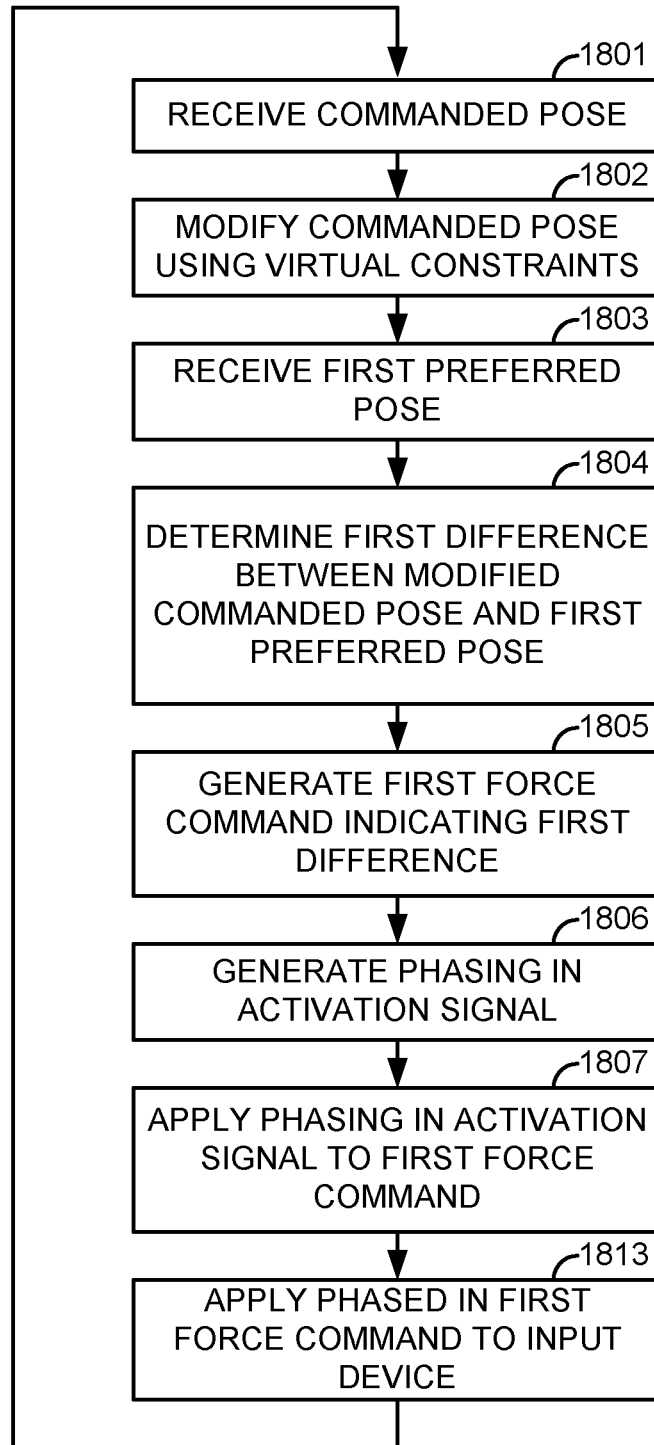 1801
RECEIVE COMMANDED POSE
1802
MODIFY COMMANDED POSE
USING VIRTUAL CONSTRAINTS
1803
RECEIVE FIRST PREFERRED
POSE
1804
DETERMINE FIRST DIFFERENCE
BETWEEN MODIFIED
COMMANDED POSE AND FIRST
PREFERRED POSE
1805
GENERATE FIRST FORCE
COMMAND INDICATING FIRST
DIFFERENCE
1806
GENERATE PHASING IN
ACTIVATION SIGNAL
1807
APPLY PHASING IN ACTIVATION
SIGNAL TO FIRST FORCE
COMMAND
1813
APPLY PHASED IN FIRST
FORCE COMMAND TO INPUT
DEVICE